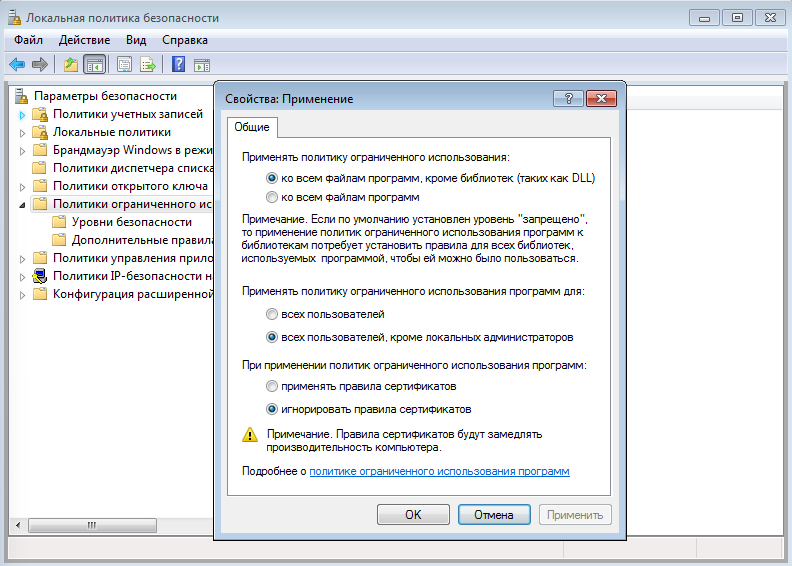 Локальная политика безопасности
Файл Действие Вид Справка
Параметры безопасности
Политики учетных записей
Локальные политики
Брандмауэр Windows в режи
Политики диспетчера списка
Политики открытого ключа
Политики ограниченного ис
Уровни безопасности
Дополнительные правила
Политики управления прило
Политики IP-безопасности н
Конфигурация расширенной
Свойства: Применение
Общие
Применять политику ограниченного использования:
ко всем файлам программ, кроме библиотек (таких как DLL)
ко всем файлам программ
Примечание. Если по умолчанию установлен уровень "запрещено",
то применение политик ограниченного использования программ к
библиотекам потребует установить правила для всех библиотек,
используемых программой, чтобы ей можно было пользоваться.
Применять политику ограниченного использования программ для:
всех пользователей
всех пользователей, кроме локальных администраторов
При применении политик ограниченного использования программ:
применять правила сертификатов
игнорировать правила сертификатов
Примечание. Правила сертификатов будут замедлять
производительность компьютера.
Подробнее о политике ограниченного использования программ
ОК Отмена Применить